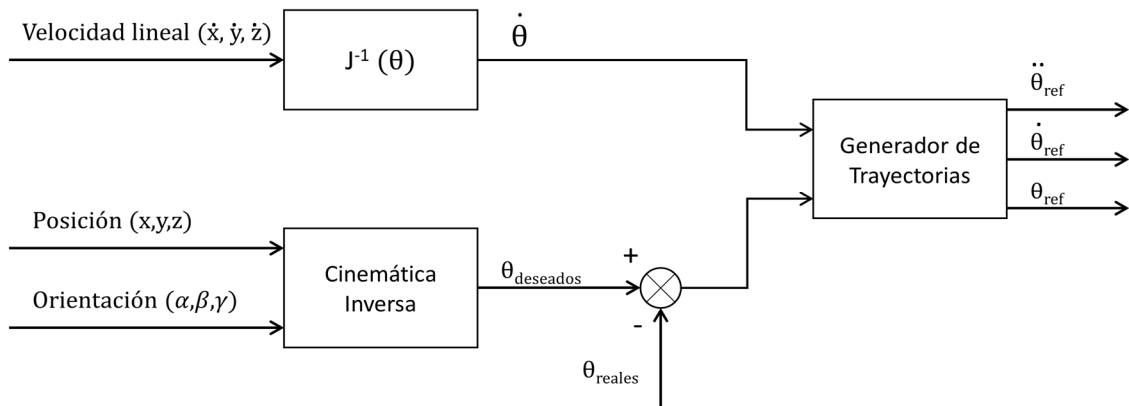 Velocidad lineal (ẋ, ẏ, ż)
J⁻¹ (θ)
θ̇
Generador de
Trayectorias
θ̈ref
θ̇ref
θref
Posición (x,y,z)
Orientación (α,β,γ)
Cinemática
Inversa
θdeseados
+
-
θreales